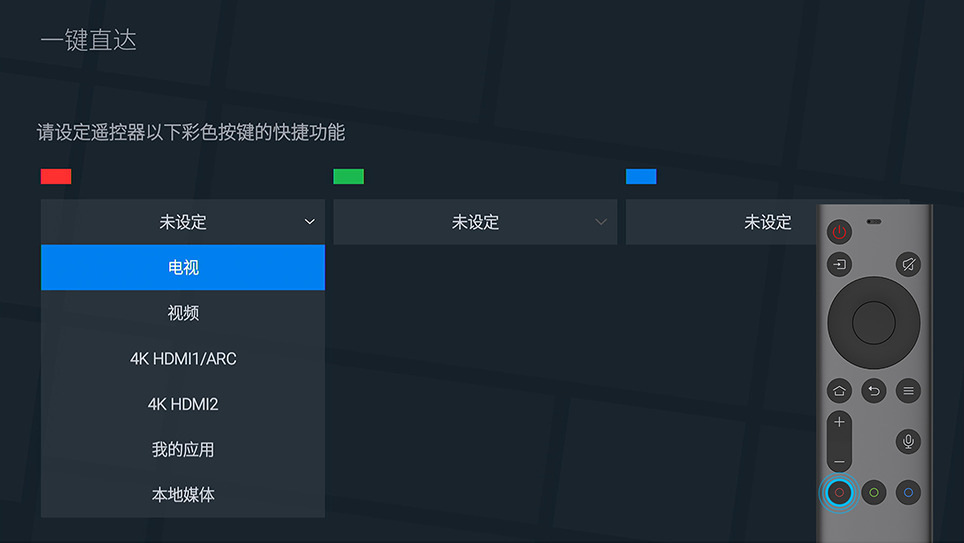 一键直达
请设定遥控器以下彩色按键的快捷功能
未设定 未设定 未设定
电视
视频
4K HDMI1/ARC
4K HDMI2
我的应用
本地媒体